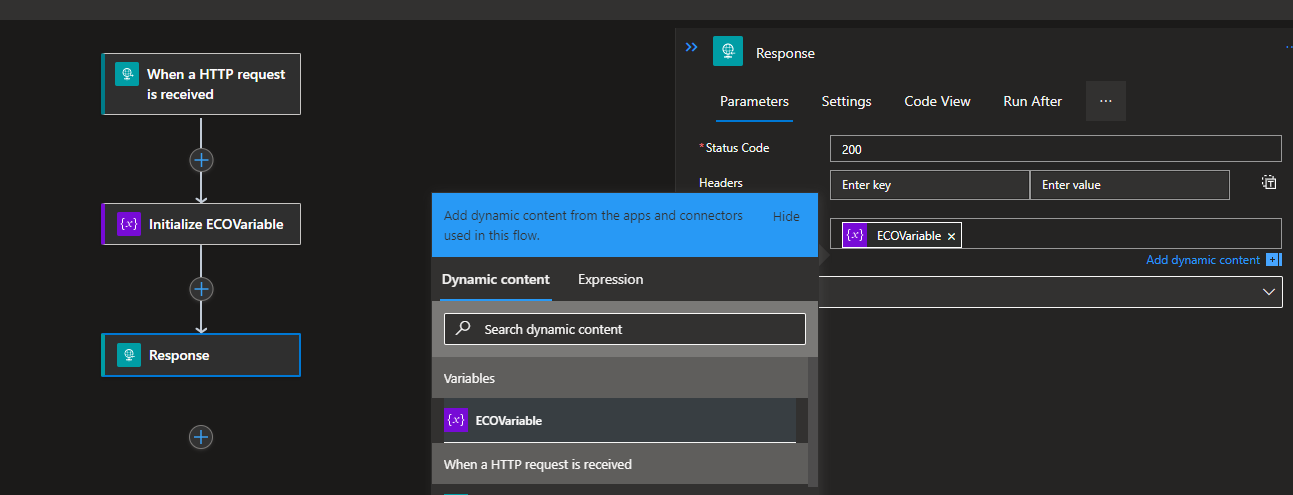 When a HTTP request
is received
{x} Initialize ECOVariable
Response
Response
Parameters Settings Code View Run After ...
*Status Code 200
Headers Enter key Enter value
{x} ECOVariable ×
Add dynamic content
Add dynamic content from the apps and connectors
used in this flow.
Hide
Dynamic content Expression
Search dynamic content
Variables
{x} ECOVariable
When a HTTP request is received